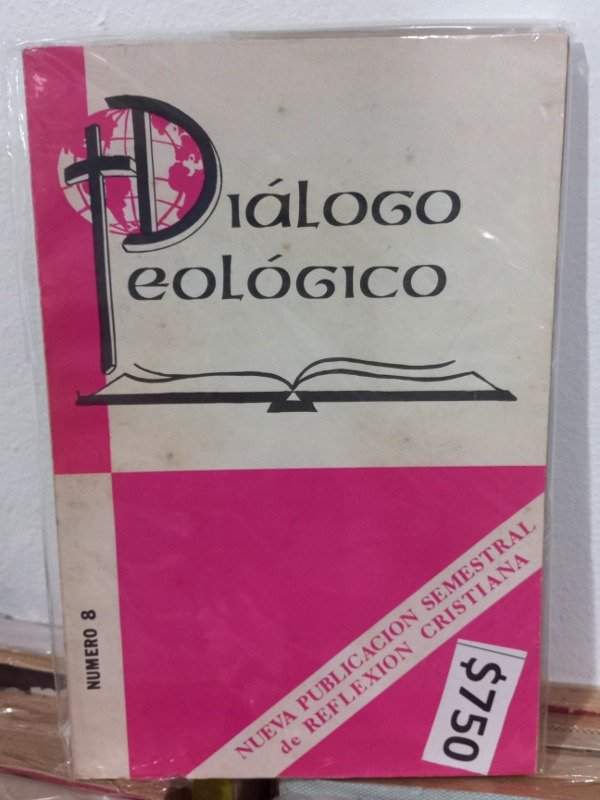 Diálogo
Teológico
NUMERO 8
NUEVA PUBLICACION SEMESTRAL
de REFLEXION CRISTIANA
$750